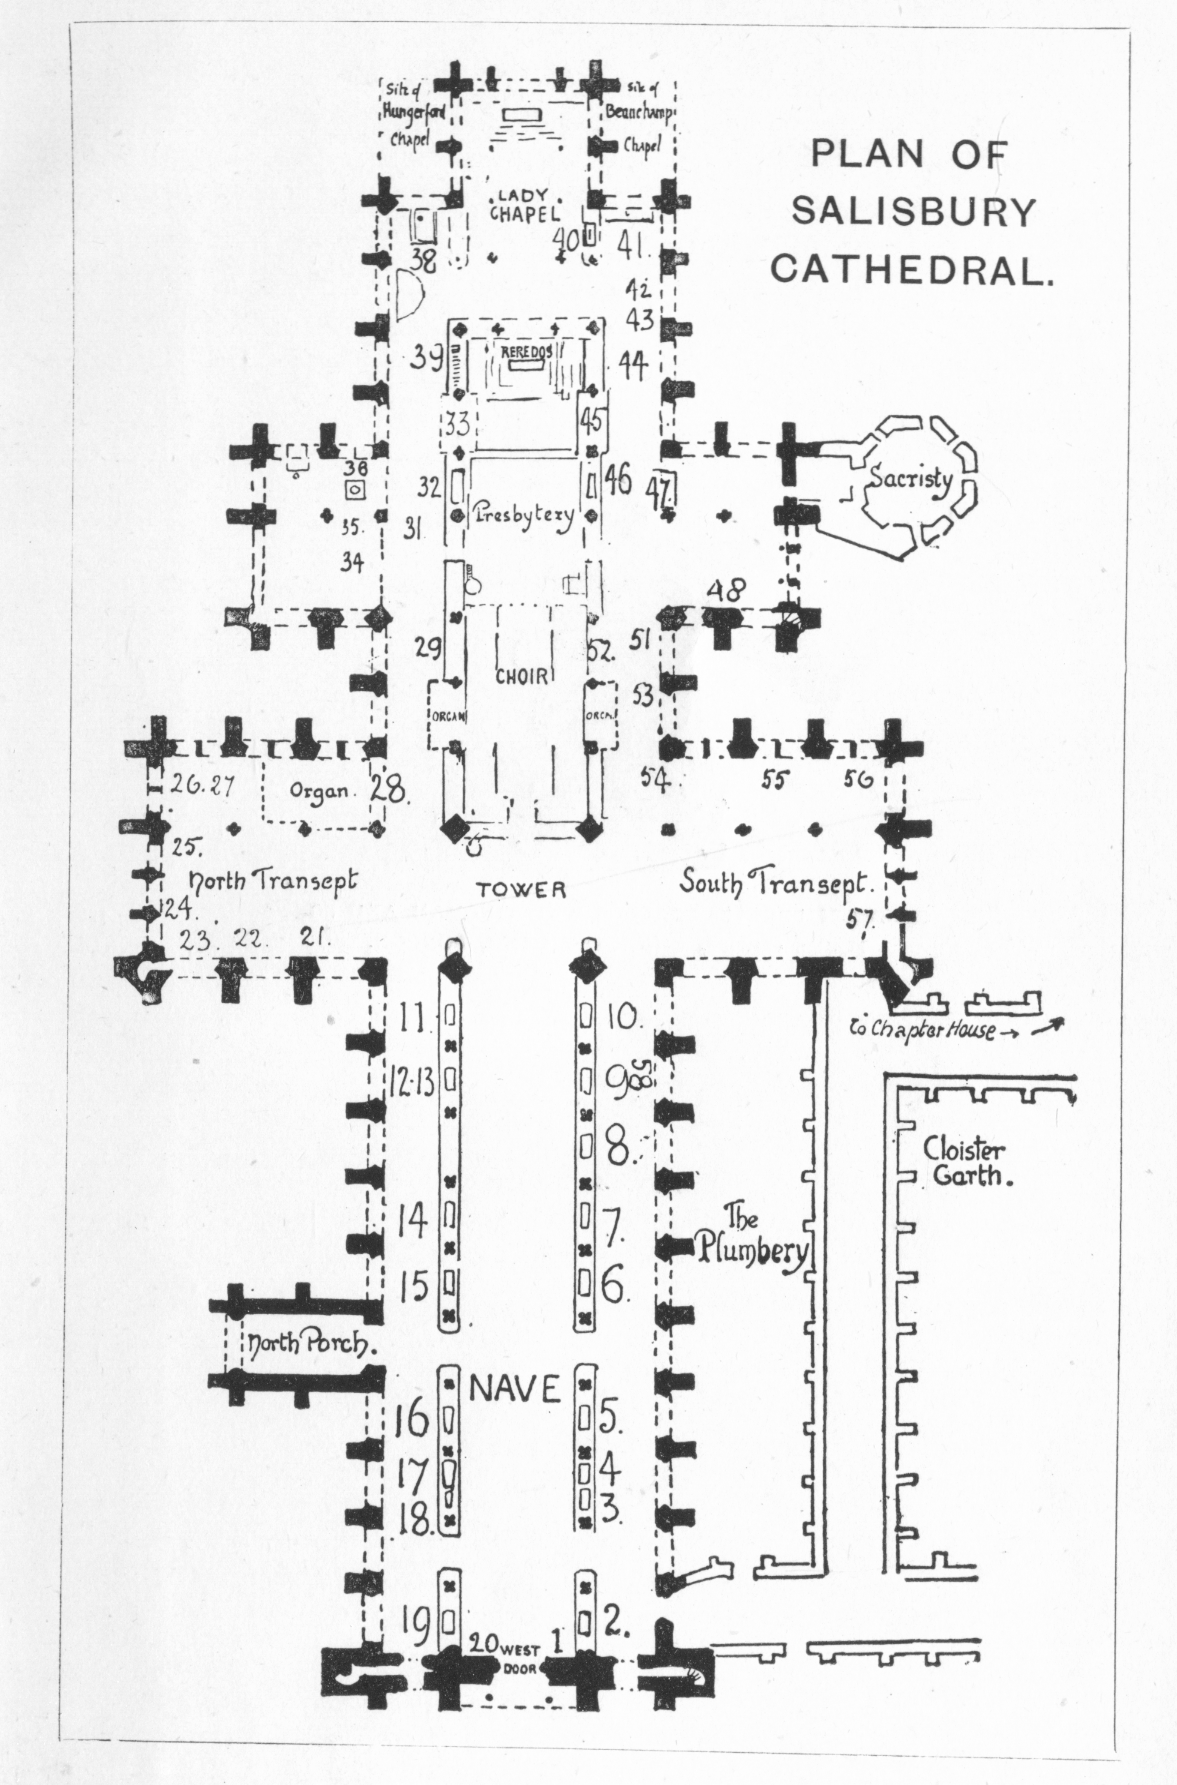 PLAN OF
SALISBURY
CATHEDRAL.
Site of
Hungerford
Chapel
Site of
Beauchamp
Chapel
LADY
CHAPEL
38
40
41.
42
43
39
REREDOS
44
33
45
36
32
46
47.
Sacristy
31
Presbytery
35.
34
48
29
CHOIR
52.
51
53
ORGAN
ORGA.
26.27
Organ.
28.
54.
55
56
25.
North Transept
TOWER
South Transept.
24.
57.
23.
22.
21.
11.
10.
to Chapter House →
12.13
9
58
8.
Cloister
Garth.
14
7.
The
Plumbery
15
6.
North Porch.
NAVE
16
5.
17
4
18.
3.
19
2.
20
WEST
DOOR
1